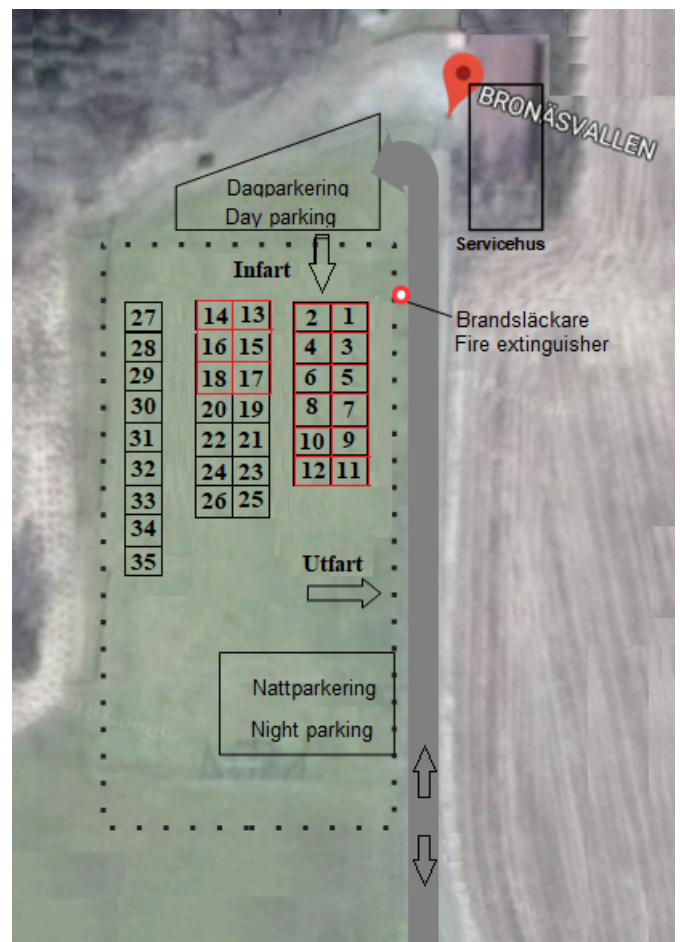 BRONÄSVALLEN
Dagparkering
Day parking
Servicehus
Infart
Brandsläckare
Fire extinguisher
27 14 13 2 1
28 16 15 4 3
29 18 17 6 5
30 20 19 8 7
31 22 21 10 9
32 24 23 12 11
33 26 25
34
35
Utfart
Nattparkering
Night parking